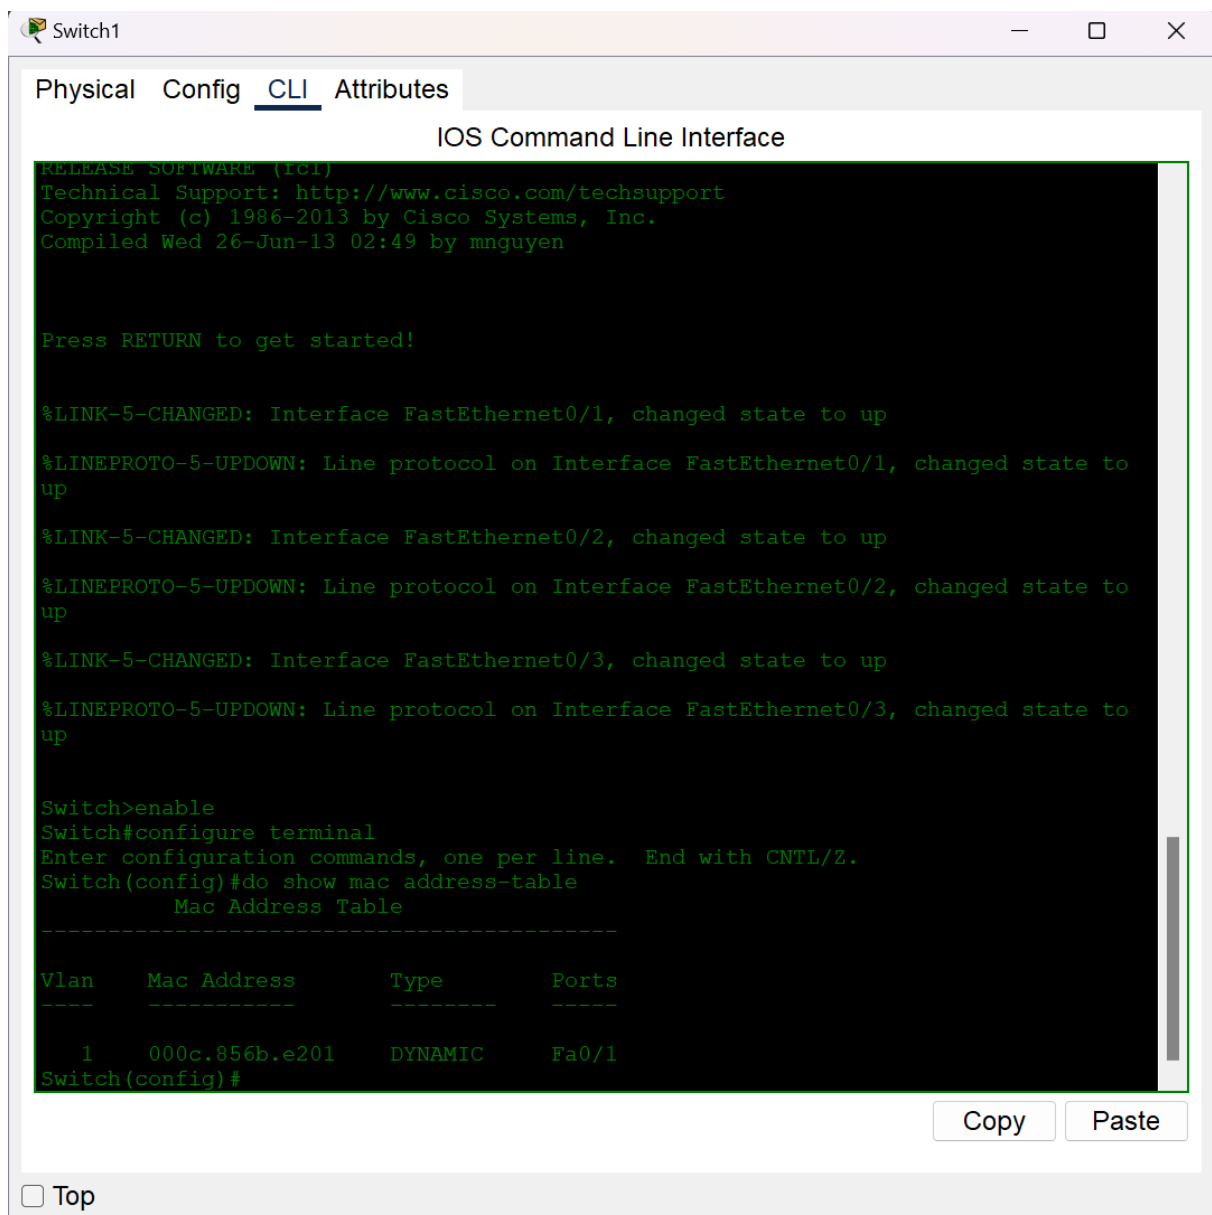 Switch1
Physical Config CLI Attributes
IOS Command Line Interface
RELEASE SOFTWARE (fc1)
Technical Support: http://www.cisco.com/techsupport
Copyright (c) 1986-2013 by Cisco Systems, Inc.
Compiled Wed 26-Jun-13 02:49 by mnguyen
Press RETURN to get started!
%LINK-5-CHANGED: Interface FastEthernet0/1, changed state to up
%LINEPROTO-5-UPDOWN: Line protocol on Interface FastEthernet0/1, changed state to
up
%LINK-5-CHANGED: Interface FastEthernet0/2, changed state to up
%LINEPROTO-5-UPDOWN: Line protocol on Interface FastEthernet0/2, changed state to
up
%LINK-5-CHANGED: Interface FastEthernet0/3, changed state to up
%LINEPROTO-5-UPDOWN: Line protocol on Interface FastEthernet0/3, changed state to
up
Switch>enable
Switch#configure terminal
Enter configuration commands, one per line.  End with CNTL/Z.
Switch(config)#do show mac address-table
Mac Address Table
-------------------------------------------
Vlan    Mac Address       Type        Ports
----    -----------       --------    -----
1    000c.856b.e201    DYNAMIC     Fa0/1
Switch(config)#
Copy Paste
Top